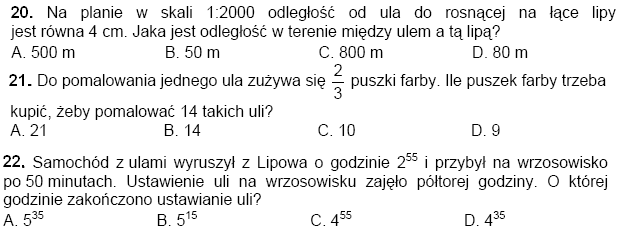 20. Na planie w skali 1:2000 odległość od ula do rosnącej na łące lipy
jest równa 4 cm. Jaka jest odległość w terenie między ulem a tą lipą?
A. 500 m B. 50 m C. 800 m D. 80 m
21. Do pomalowania jednego ula zużywa się 2/3 puszki farby. Ile puszek farby trzeba
kupić, żeby pomalować 14 takich uli?
A. 21 B. 14 C. 10 D. 9
22. Samochód z ulami wyruszył z Lipowa o godzinie 2⁵⁵ i przybył na wrzosowisko
po 50 minutach. Ustawienie uli na wrzosowisku zajęło półtorej godziny. O której
godzinie zakończono ustawianie uli?
A. 5³⁵ B. 5¹⁵ C. 4⁵⁵ D. 4³⁵